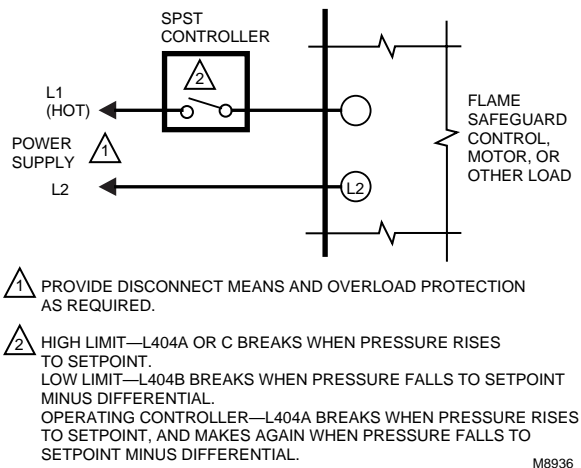 SPST
CONTROLLER
2
L1
(HOT)
POWER
SUPPLY
1
L2
L2
FLAME
SAFEGUARD
CONTROL,
MOTOR, OR
OTHER LOAD
1 PROVIDE DISCONNECT MEANS AND OVERLOAD PROTECTION
AS REQUIRED.
2 HIGH LIMIT—L404A OR C BREAKS WHEN PRESSURE RISES
TO SETPOINT.
LOW LIMIT—L404B BREAKS WHEN PRESSURE FALLS TO SETPOINT
MINUS DIFFERENTIAL.
OPERATING CONTROLLER—L404A BREAKS WHEN PRESSURE RISES
TO SETPOINT, AND MAKES AGAIN WHEN PRESSURE FALLS TO
SETPOINT MINUS DIFFERENTIAL.
M8936